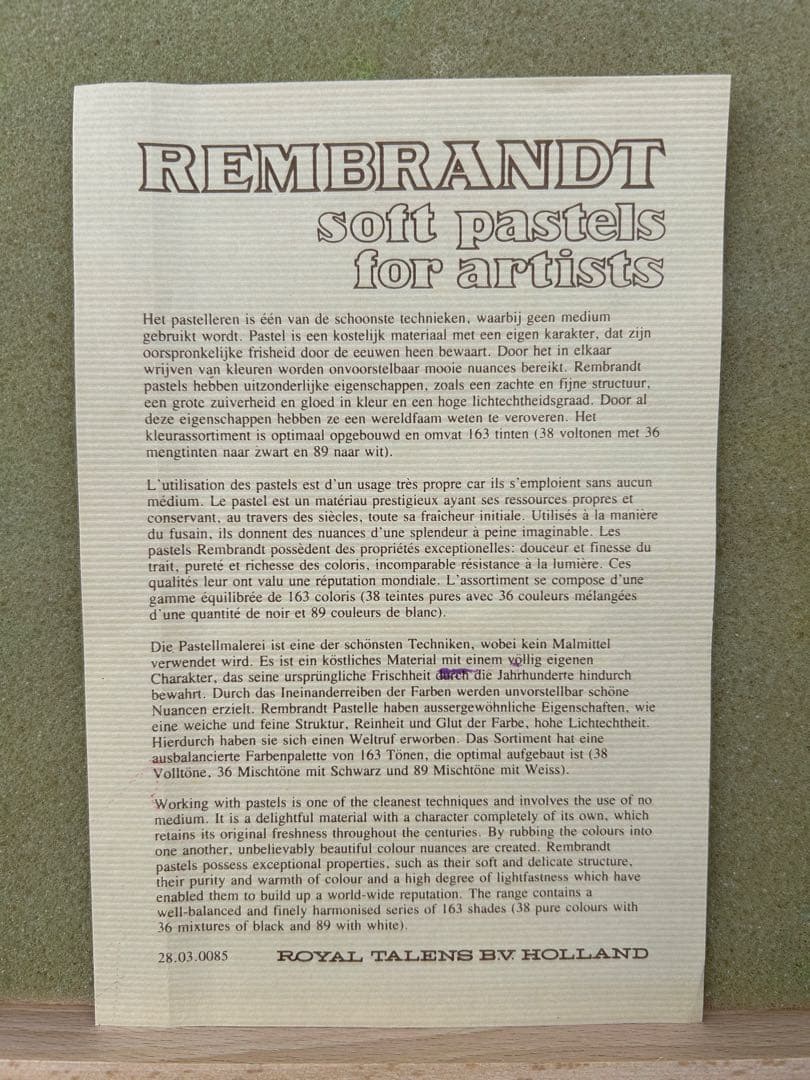 REMBRANDT
soft pastels
for artists
Het pastelleren is één van de schoonste technieken, waarbij geen medium
gebruikt wordt. Pastel is een kostelijk materiaal met een eigen karakter, dat zijn
oorspronkelijke frisheid door de eeuwen heen bewaart. Door het in elkaar
wrijven van kleuren worden onvoorstelbaar mooie nuances bereikt. Rembrandt
pastels hebben uitzonderlijke eigenschappen, zoals een zachte en fijne structuur,
een grote zuiverheid en gloed in kleur en een hoge lichtechtheidsgraad. Door al
deze eigenschappen hebben ze een wereldfaam weten te veroveren. Het
kleurassortiment is optimaal opgebouwd en omvat 163 tinten (38 voltonen met 36
mengtinten naar zwart en 89 naar wit).
L'utilisation des pastels est d'un usage très propre car ils s'emploient sans aucun
médium. Le pastel est un matériau prestigieux ayant ses ressources propres et
conservant, au travers des siècles, toute sa fraîcheur initiale. Utilisés à la manière
du fusain, ils donnent des nuances d'une splendeur à peine imaginable. Les
pastels Rembrandt possèdent des propriétés exceptionelles: douceur et finesse du
trait, pureté et richesse des coloris, incomparable résistance à la lumière. Ces
qualités leur ont valu une réputation mondiale. L'assortiment se compose d'une
gamme équilibrée de 163 coloris (38 teintes pures avec 36 couleurs mélangées
d'une quantité de noir et 89 couleurs de blanc).
Die Pastellmalerei ist eine der schönsten Techniken, wobei kein Malmittel
verwendet wird. Es ist ein köstliches Material mit einem völlig eigenen
Charakter, das seine ursprüngliche Frischheit durch die Jahrhunderte hindurch
bewahrt. Durch das Ineinanderreiben der Farben werden unvorstellbar schöne
Nuancen erzielt. Rembrandt Pastelle haben aussergewöhnliche Eigenschaften, wie
eine weiche und feine Struktur, Reinheit und Glut der Farbe, hohe Lichtechtheit.
Hierdurch haben sie sich einen Weltruf erworben. Das Sortiment hat eine
ausbalancierte Farbenpalette von 163 Tönen, die optimal aufgebaut ist (38
Volltöne, 36 Mischtöne mit Schwarz und 89 Mischtöne mit Weiss).
Working with pastels is one of the cleanest techniques and involves the use of no
medium. It is a delightful material with a character completely of its own, which
retains its original freshness throughout the centuries. By rubbing the colours into
one another, unbelievably beautiful colour nuances are created. Rembrandt
pastels possess exceptional properties, such as their soft and delicate structure,
their purity and warmth of colour and a high degree of lightfastness which have
enabled them to build up a world-wide reputation. The range contains a
well-balanced and finely harmonised series of 163 shades (38 pure colours with
36 mixtures of black and 89 with white).
28.03.0085 ROYAL TALENS B.V. HOLLAND